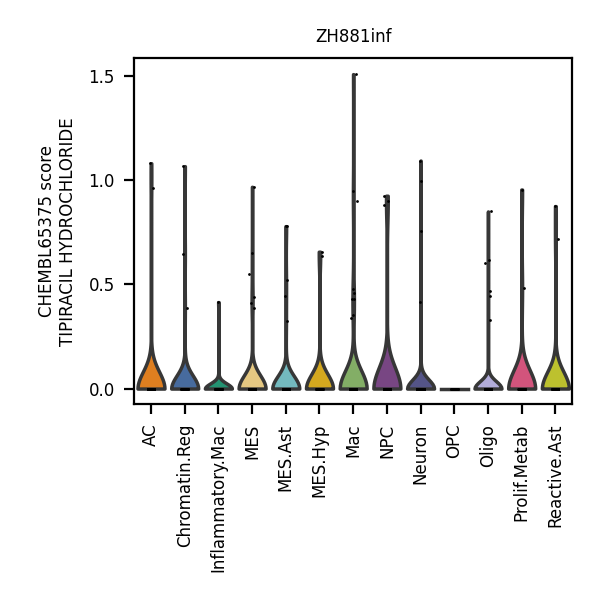 ZH881inf
CHEMBL65375 score
TIPIRACIL HYDROCHLORIDE
1.5
1.0
0.5
0.0
AC
Chromatin.Reg
Inflammatory.Mac
MES
MES.Ast
MES.Hyp
Mac
NPC
Neuron
OPC
Oligo
Prolif.Metab
Reactive.Ast